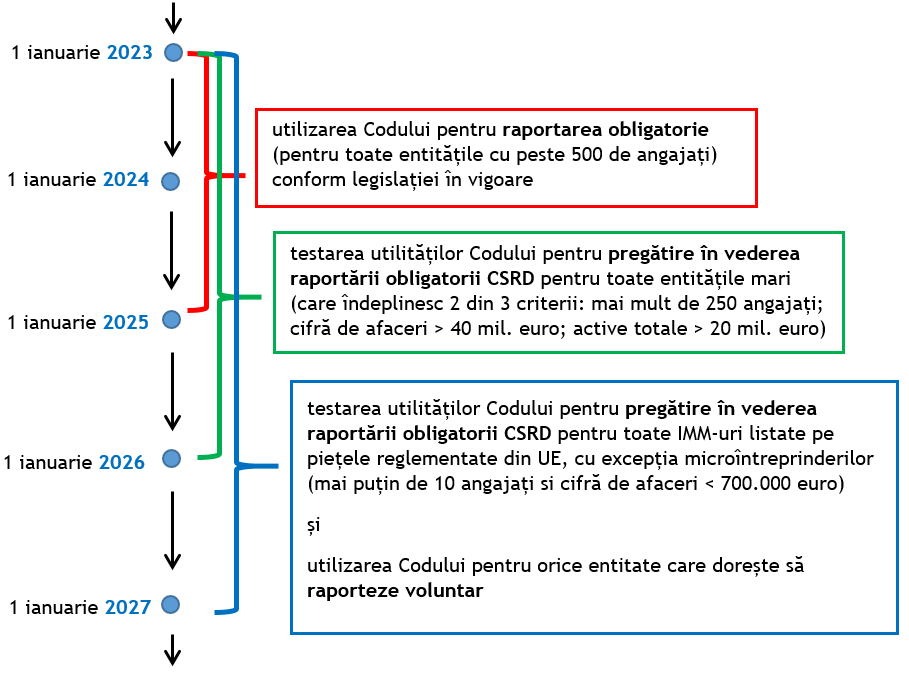 1 ianuarie 2023
utilizarea Codului pentru raportarea obligatorie
(pentru toate entitățile cu peste 500 de angajați)
conform legislației în vigoare
1 ianuarie 2024
testarea utilităților Codului pentru pregătire în vederea
raportării obligatorii CSRD pentru toate entitățile mari
(care îndeplinesc 2 din 3 criterii: mai mult de 250 angajați;
cifră de afaceri > 40 mil. euro; active totale > 20 mil. euro)
1 ianuarie 2025
testarea utilităților Codului pentru pregătire în vederea
raportării obligatorii CSRD pentru toate IMM-uri listate pe
piețele reglementate din UE, cu excepția microîntreprinderilor
(mai puțin de 10 angajați si cifră de afaceri < 700.000 euro)
și
utilizarea Codului pentru orice entitate care dorește să
raporteze voluntar
1 ianuarie 2026
1 ianuarie 2027